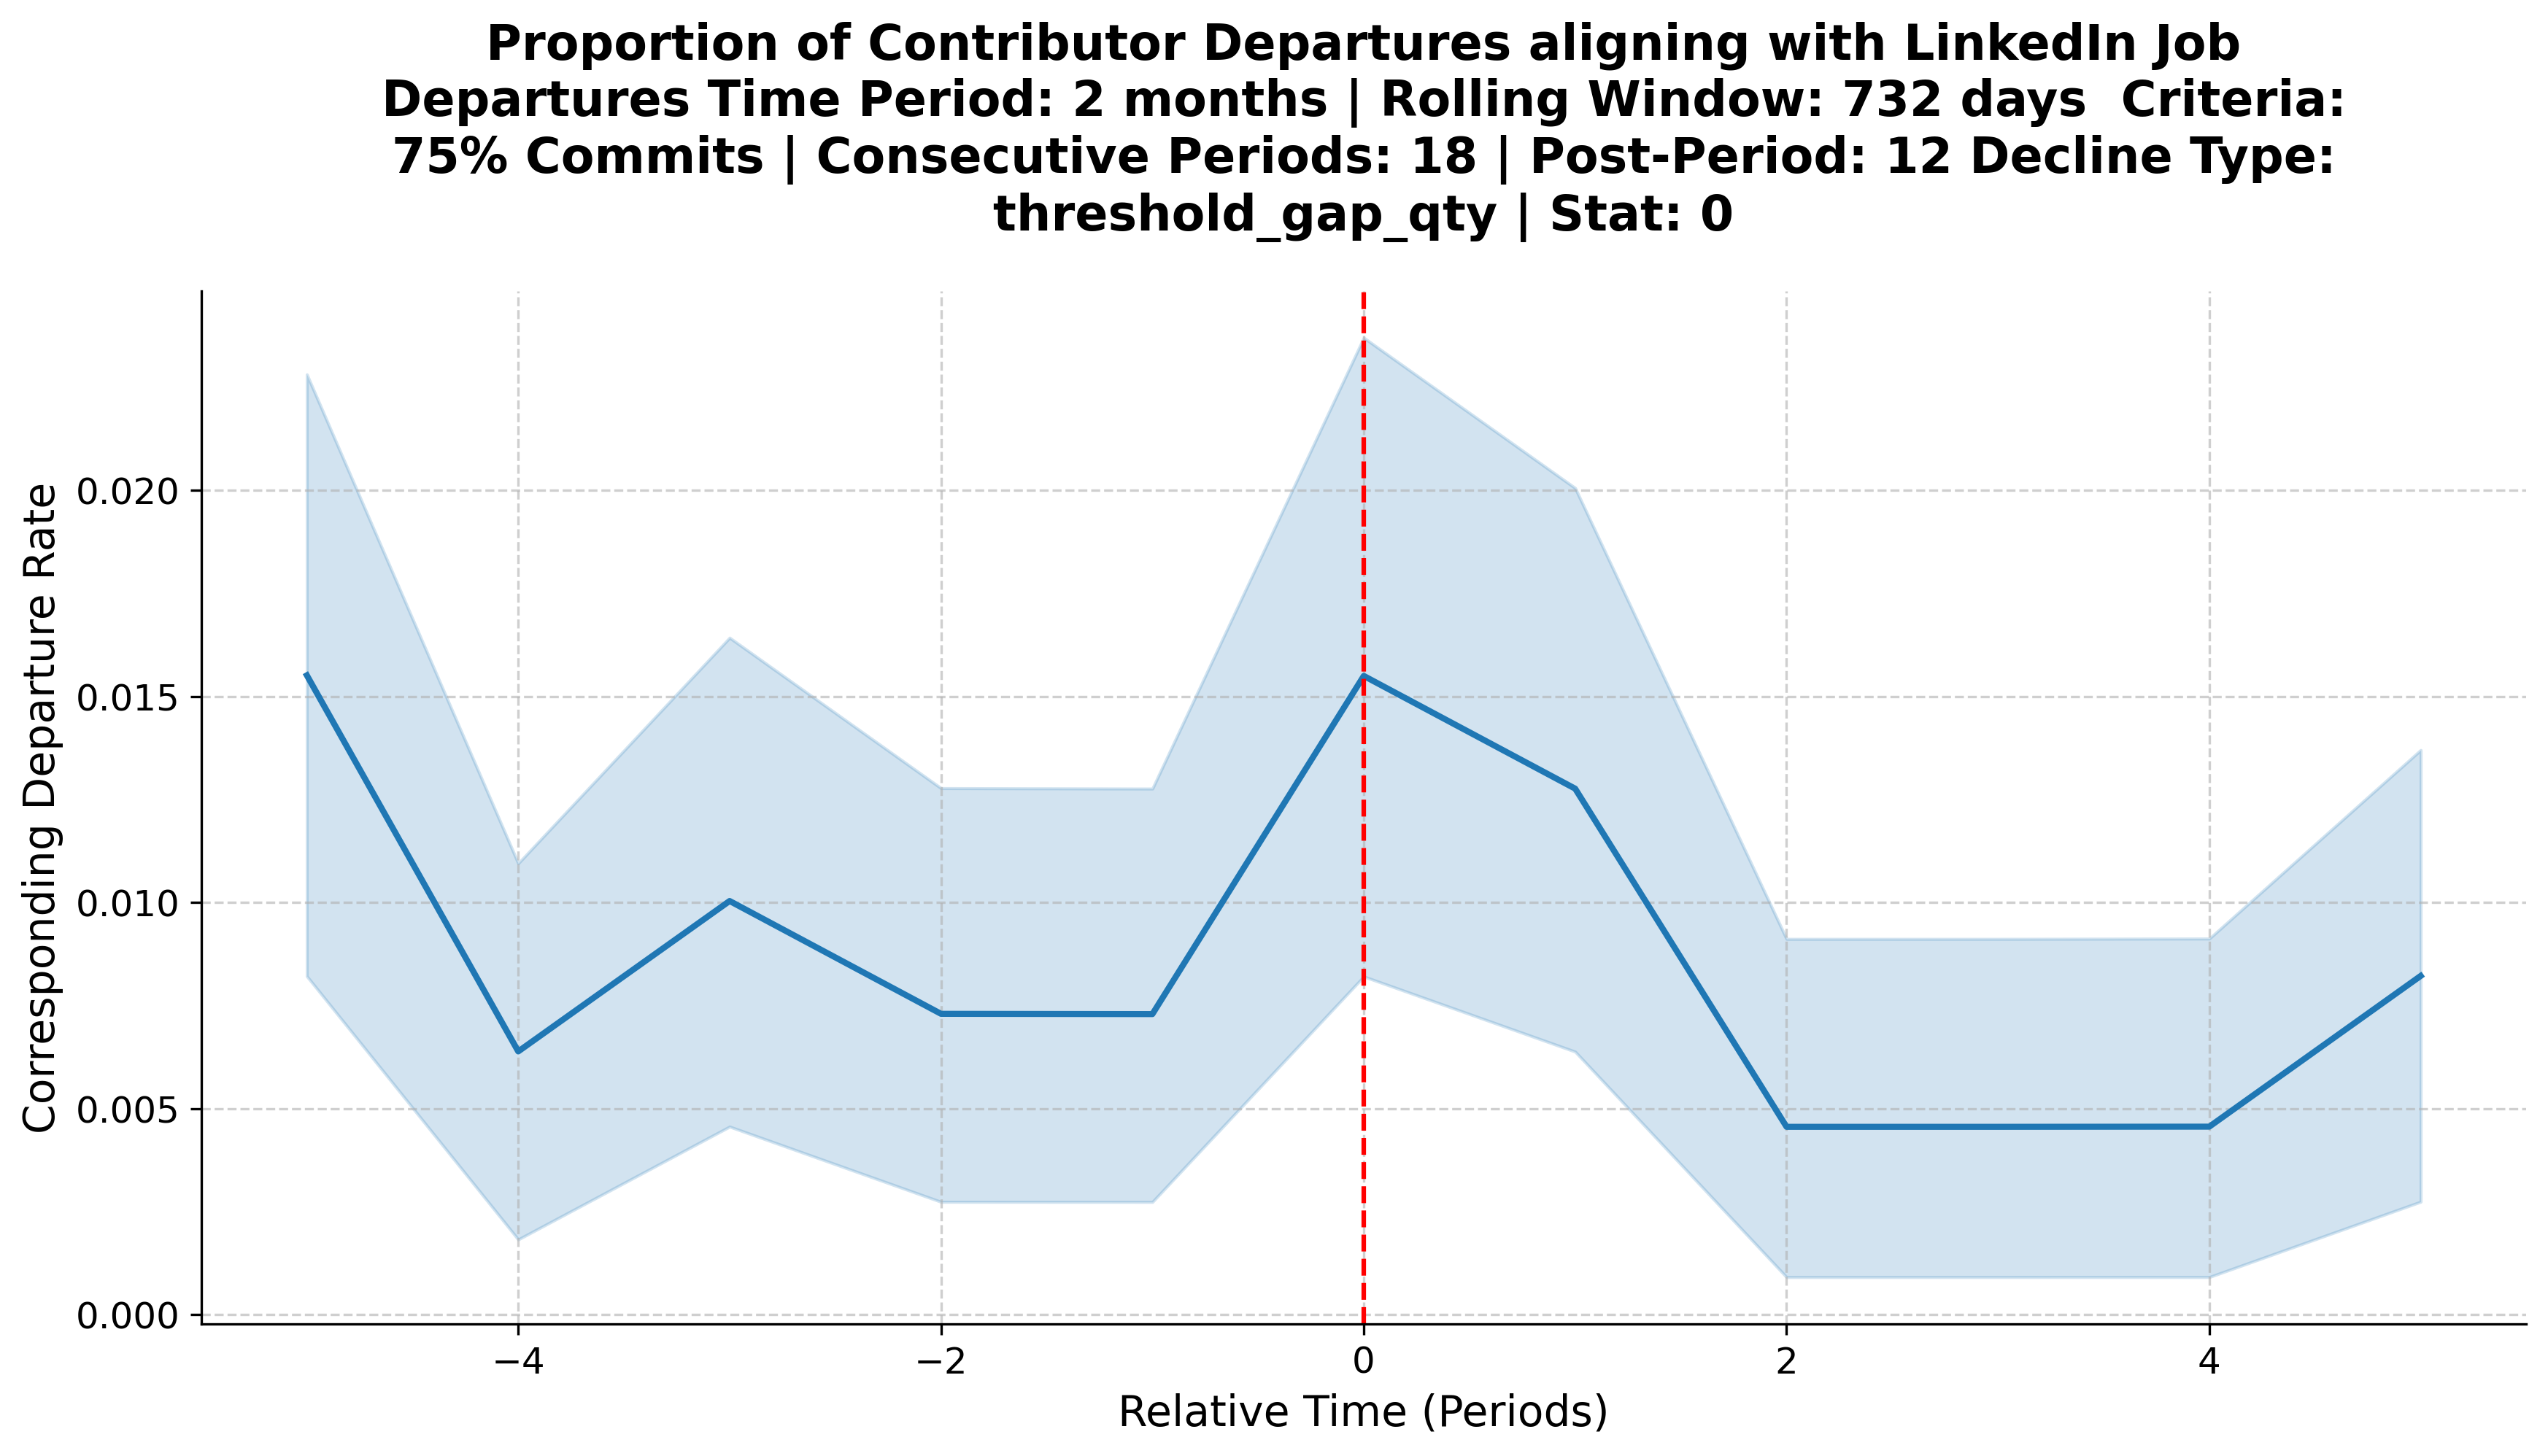 Proportion of Contributor Departures aligning with LinkedIn Job
Departures Time Period: 2 months | Rolling Window: 732 days  Criteria:
75% Commits | Consecutive Periods: 18 | Post-Period: 12 Decline Type:
threshold_gap_qty | Stat: 0
Corresponding Departure Rate
0.020
0.015
0.010
0.005
0.000
−4
−2
0
2
4
Relative Time (Periods)